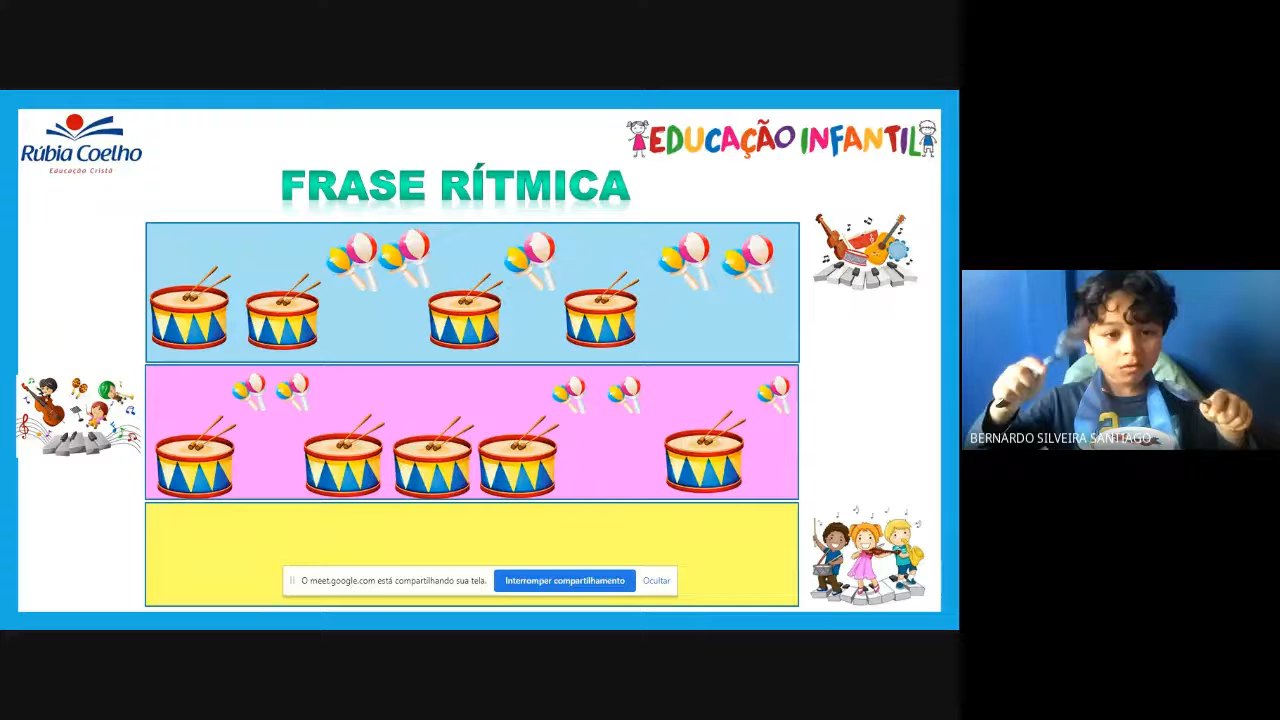 Rúbia Coelho
Educação Cristã
EDUCAÇÃO INFANTIL
FRASE RÍTMICA
O meet.google.com está compartilhando sua tela.
Interromper compartilhamento
Ocultar
BERNARDO SILVEIRA SANTIAGO